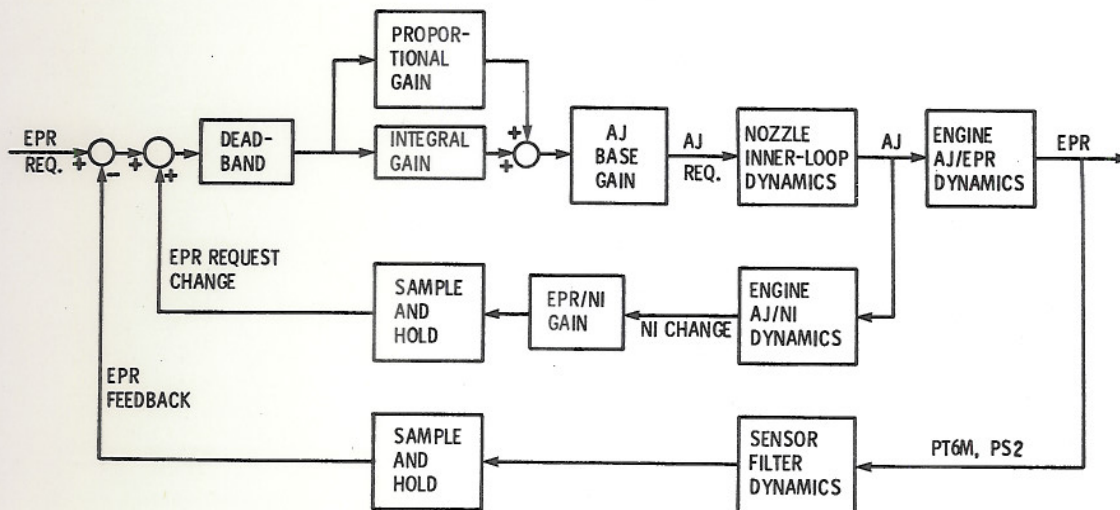 PROPOR-
TIONAL
GAIN
EPR
REQ.
+
-
+
+
DEAD-
BAND
INTEGRAL
GAIN
+
+
AJ
BASE
GAIN
AJ
REQ.
NOZZLE
INNER-LOOP
DYNAMICS
AJ
ENGINE
AJ/EPR
DYNAMICS
EPR
EPR REQUEST
CHANGE
SAMPLE
AND
HOLD
EPR/NI
GAIN
NI CHANGE
ENGINE
AJ/NI
DYNAMICS
EPR
FEEDBACK
SAMPLE
AND
HOLD
SENSOR
FILTER
DYNAMICS
PT6M, PS2